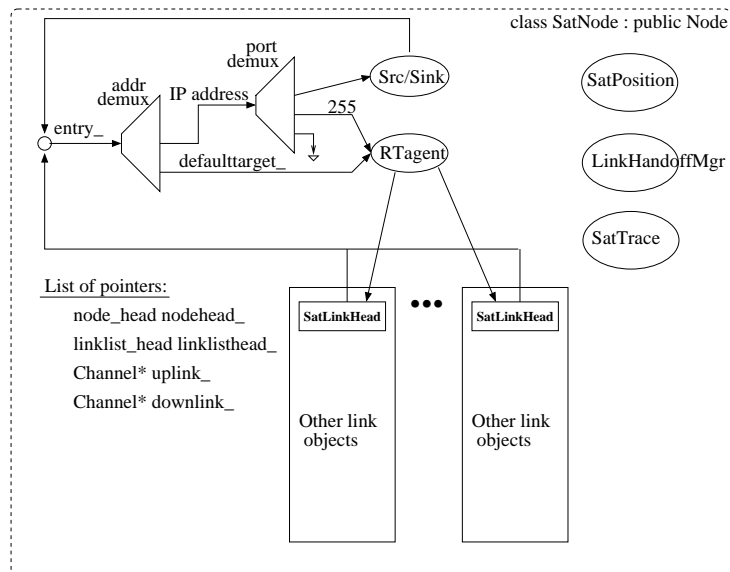 class SatNode : public Node
port
demux
addr
demux
IP address
Src/Sink
SatPosition
255
entry_
defaulttarget_
RTagent
LinkHandoffMgr
SatTrace
List of pointers:
node_head nodehead_
linklist_head linklisthead_
Channel* uplink_
Channel* downlink_
SatLinkHead
SatLinkHead
Other link
objects
Other link
objects